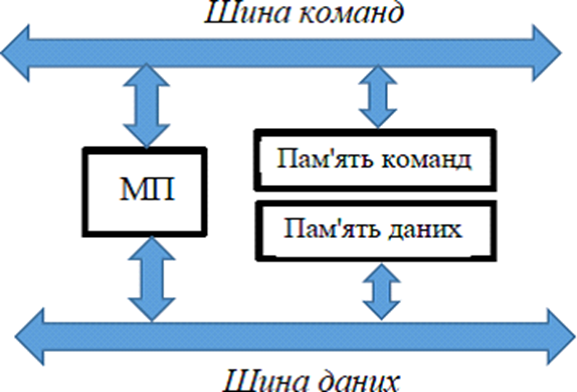 Шина команд
МП
Пам'ять команд
Пам'ять даних
Шина даних